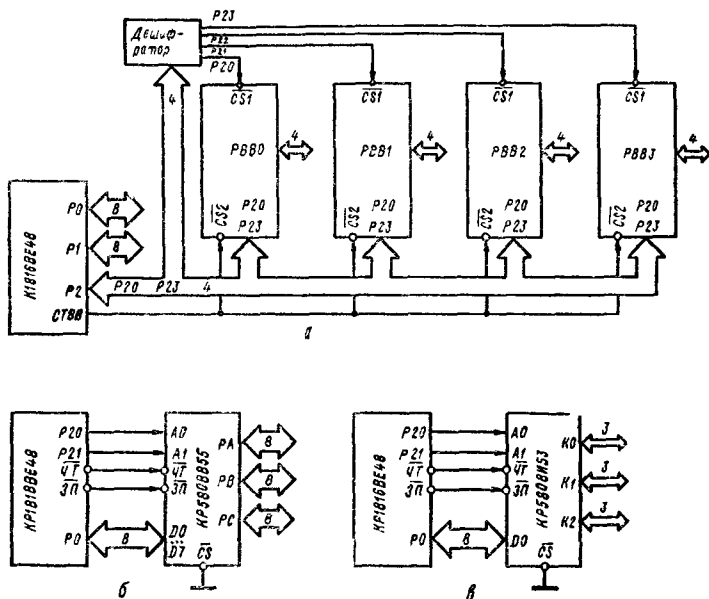 P23
Дешиф-
ратор
P22
P21
P20
4
CS1
CS1
CS1
CS1
РВВ0
4
РВВ1
4
РВВ2
4
РВВ3
4
CS2
P20
P23
CS2
P20
P23
CS2
P20
P23
CS2
P20
P23
К1816ВЕ48
P0
8
P1
8
P2
P20
P23
4
СТВВ
а
КР1818ВЕ48
P20
A0
P21
A1
ЧТ
ЧТ
ЗП
ЗП
P0
8
D0
D7
CS
КР580ВВ55
PA
8
PB
8
PC
8
б
КР1816ВЕ48
P20
A0
P21
A1
ЧТ
ЧТ
ЗП
ЗП
P0
8
D0
CS
КР580ВИ53
K0
3
K1
3
K2
3
в